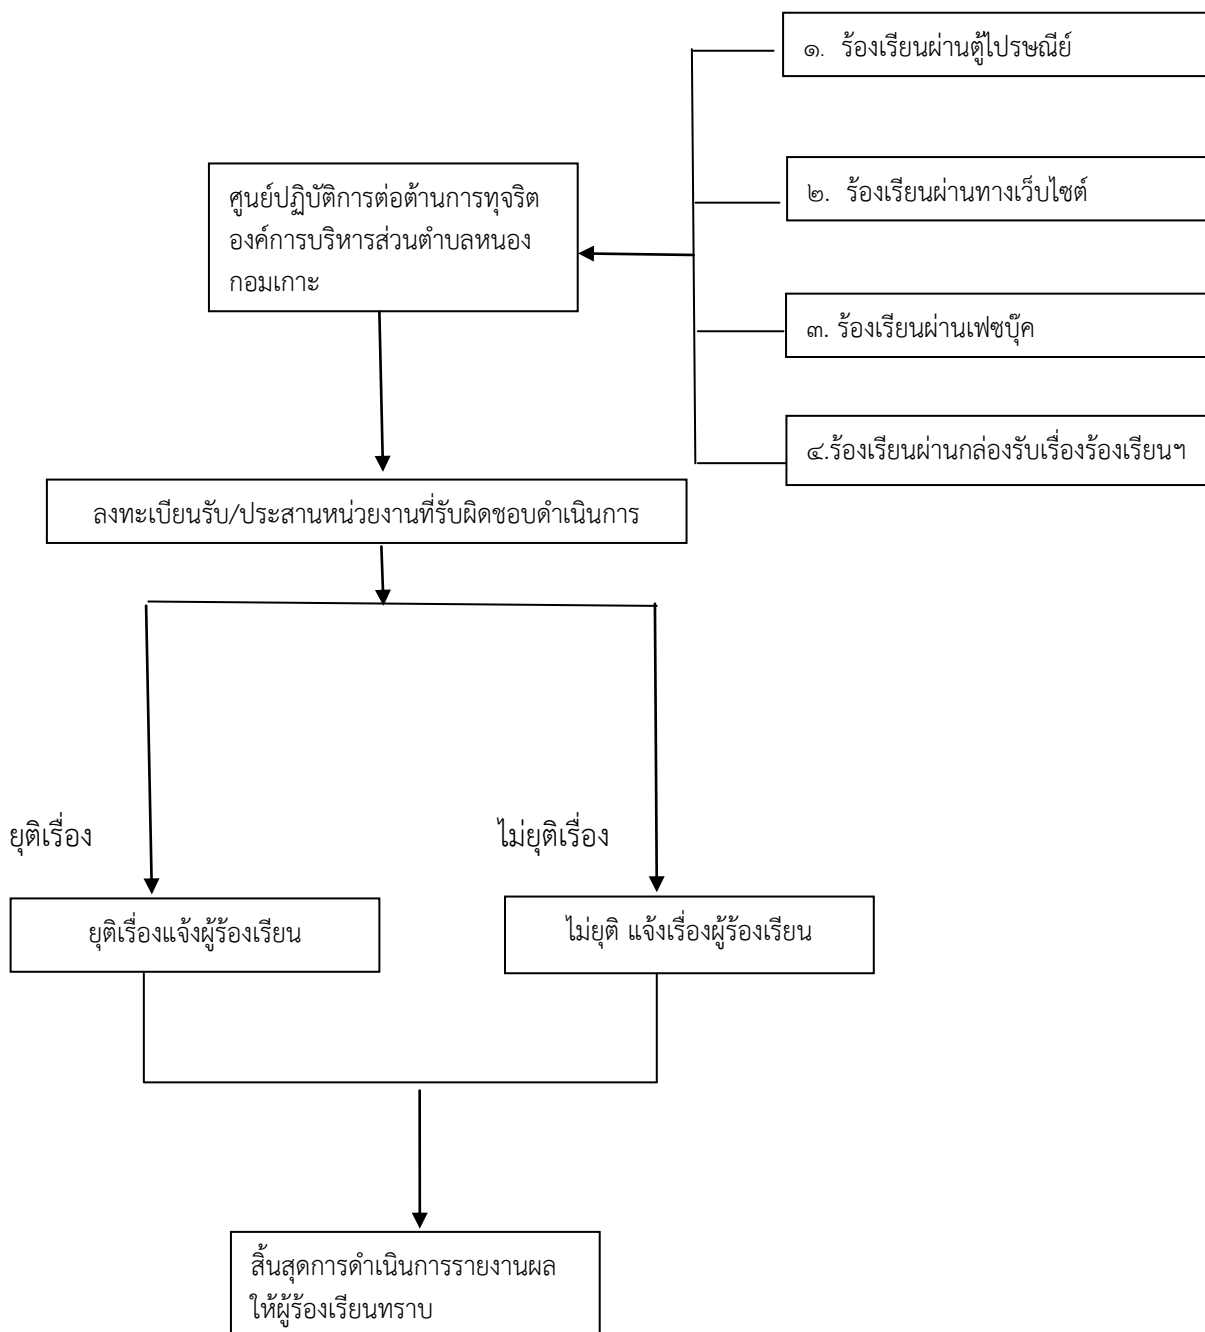 ๑. ร้องเรียนผ่านตู้ไปรษณีย์
ศูนย์ปฏิบัติการต่อต้านการทุจริต
องค์การบริหารส่วนตำบลหนอง
กอมเกาะ
๒. ร้องเรียนผ่านทางเว็บไซต์
๓. ร้องเรียนผ่านเฟซบุ๊ค
๔.ร้องเรียนผ่านกล่องรับเรื่องร้องเรียนฯ
ลงทะเบียนรับ/ประสานหน่วยงานที่รับผิดชอบดำเนินการ
ยุติเรื่อง
ไม่ยุติเรื่อง
ยุติเรื่องแจ้งผู้ร้องเรียน
ไม่ยุติ แจ้งเรื่องผู้ร้องเรียน
สิ้นสุดการดำเนินการรายงานผล
ให้ผู้ร้องเรียนทราบ